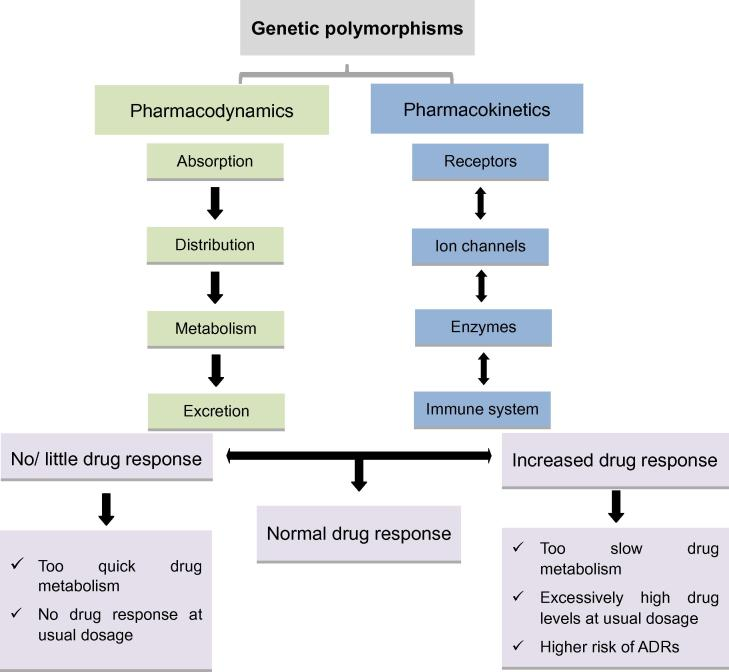 Genetic polymorphisms
Pharmacodynamics
Absorption
Distribution
Metabolism
Excretion
Pharmacokinetics
Receptors
Ion channels
Enzymes
Immune system
No/ little drug response
✓ Too quick drug
metabolism
✓ No drug response at
usual dosage
Normal drug response
Increased drug response
✓ Too slow drug
metabolism
✓ Excessively high drug
levels at usual dosage
✓ Higher risk of ADRs